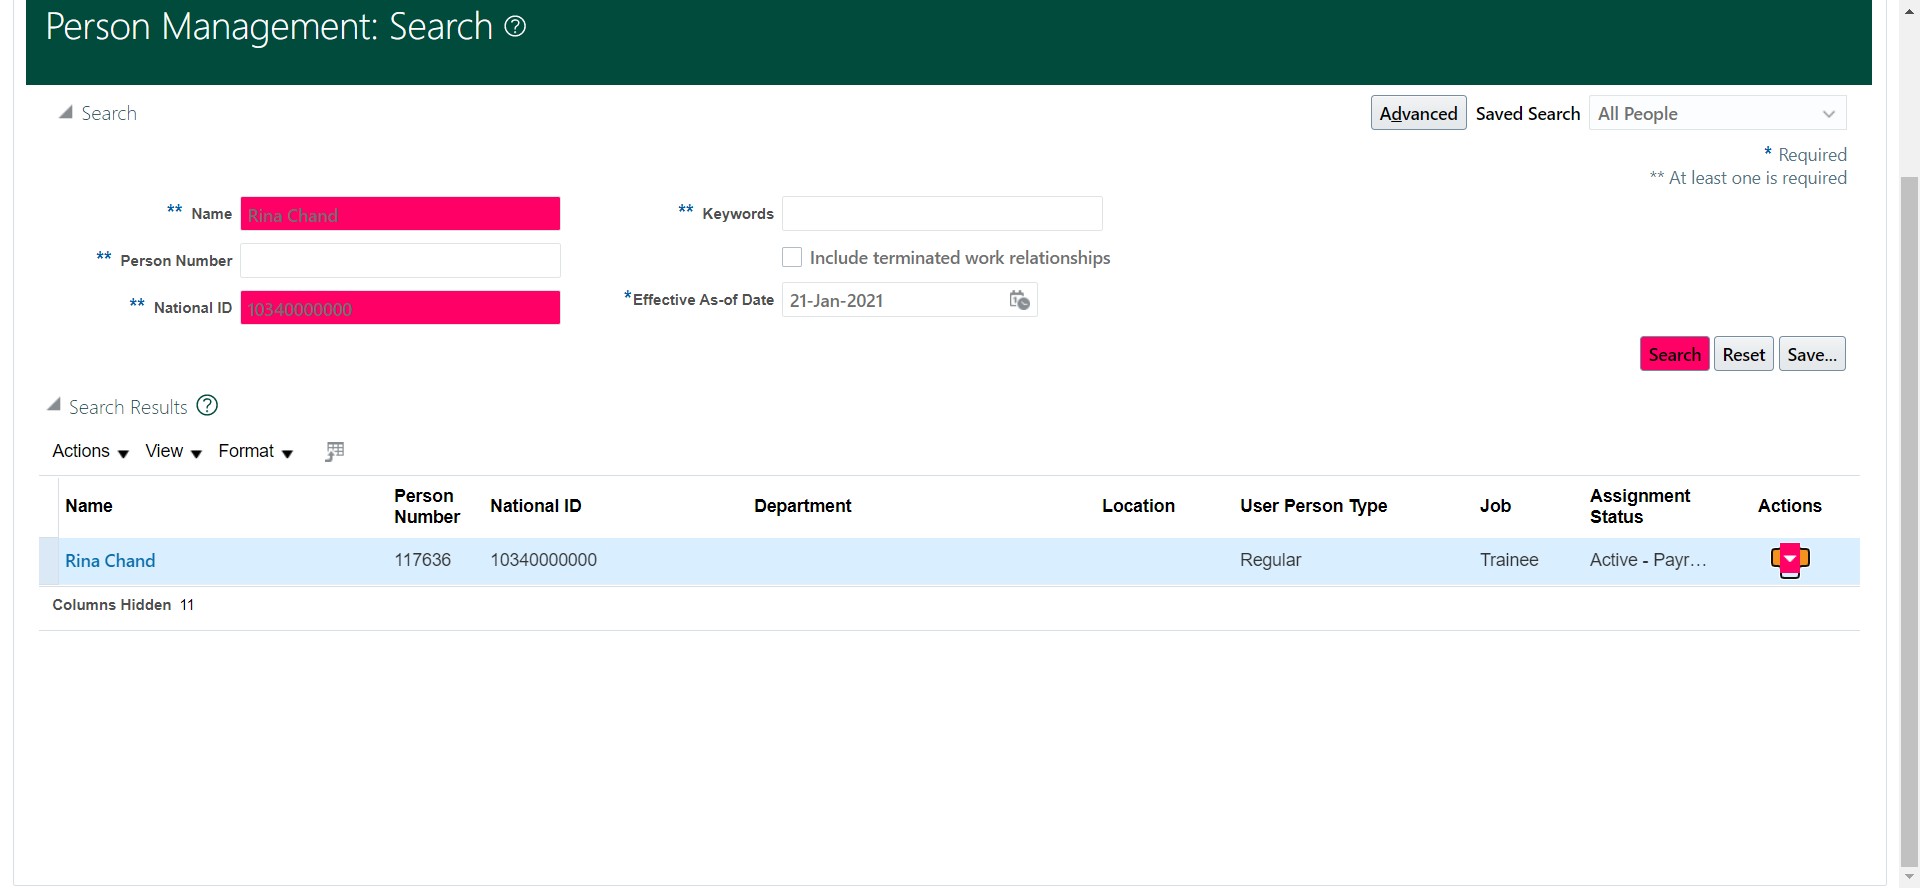 Person Management: Search
Search
Advanced Saved Search All People
* Required
** At least one is required
** Name Rina Chand
** Keywords
** Person Number
Include terminated work relationships
** National ID 10340000000
*Effective As-of Date 21-Jan-2021
Search Reset Save...
Search Results
Actions View Format
Name Person Number National ID Department Location User Person Type Job Assignment Status Actions
Rina Chand 117636 10340000000 Regular Trainee Active - Payr...
Columns Hidden 11